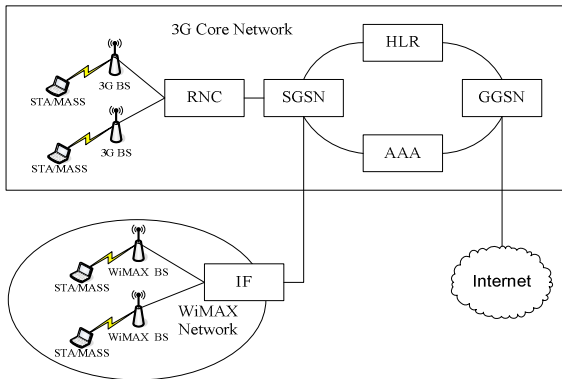 3G Core Network
HLR
3G BS
STA/MASS
RNC
SGSN
GGSN
3G BS
STA/MASS
AAA
WiMAX BS
STA/MASS
IF
Internet
WiMAX
Network
WiMAX BS
STA/MASS